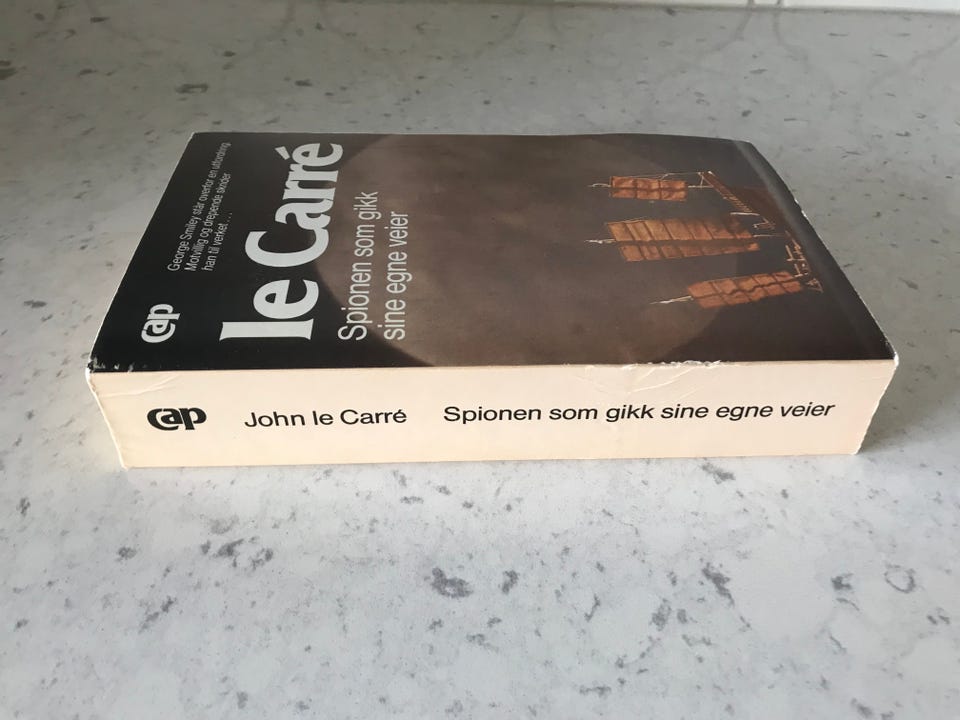 George Smiley står overfor en utfordring
Motvillig og drepende skrider
han til verket ...
cap
le Carré
Spionen som gikk
sine egne veier
cap John le Carré Spionen som gikk sine egne veier